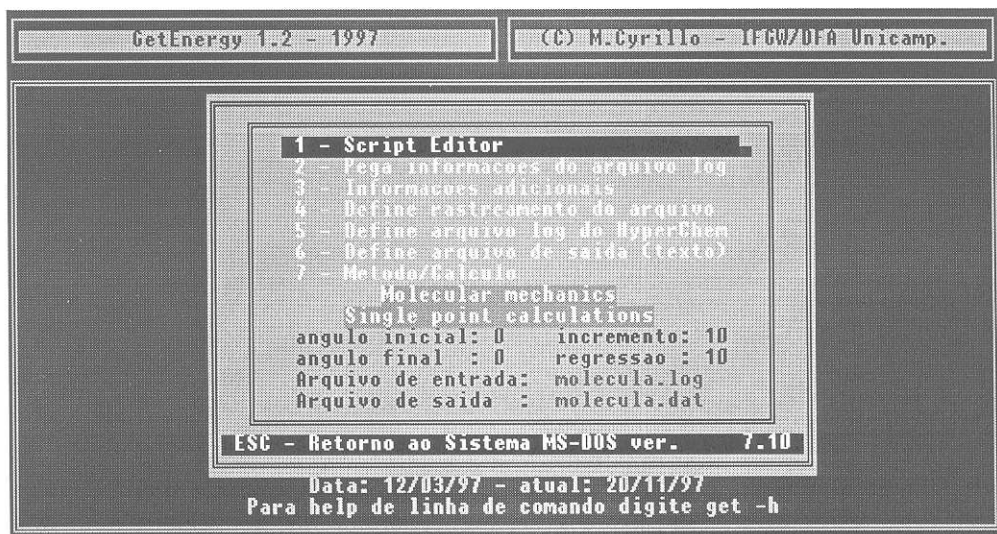 GetEnergy 1.2 - 1997
(C) M.Cyrillo - IFGW/DFA Unicamp.
1 - Script Editor
2 - Pega informacoes do arquivo log
3 - Informacoes adicionais
4 - Define rastreamento do arquivo
5 - Define arquivo log do HyperChem
6 - Define arquivo de saida (texto)
7 - Metodo/Calculo
Molecular mechanics
Single point calculations
angulo inicial: 0 incremento: 10
angulo final : 0 regressao : 10
Arquivo de entrada: molecula.log
Arquivo de saida : molecula.dat
ESC - Retorno ao Sistema MS-DOS ver. 7.10
Data: 12/03/97 - atual: 20/11/97
Para help de linha de comando digite get -h